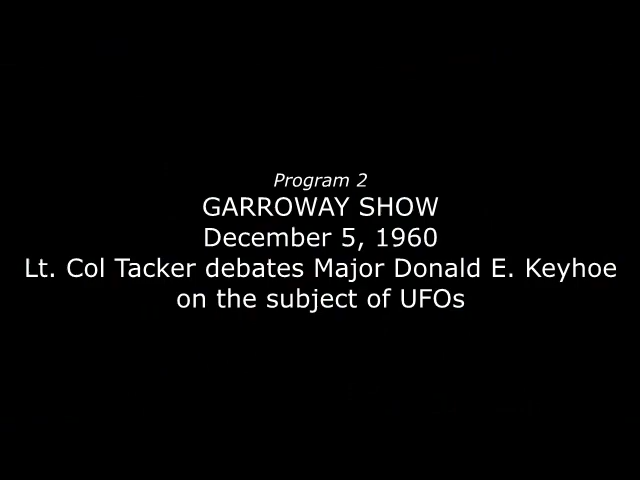 Program 2
GARROWAY SHOW
December 5, 1960
Lt. Col Tacker debates Major Donald E. Keyhoe
on the subject of UFOs